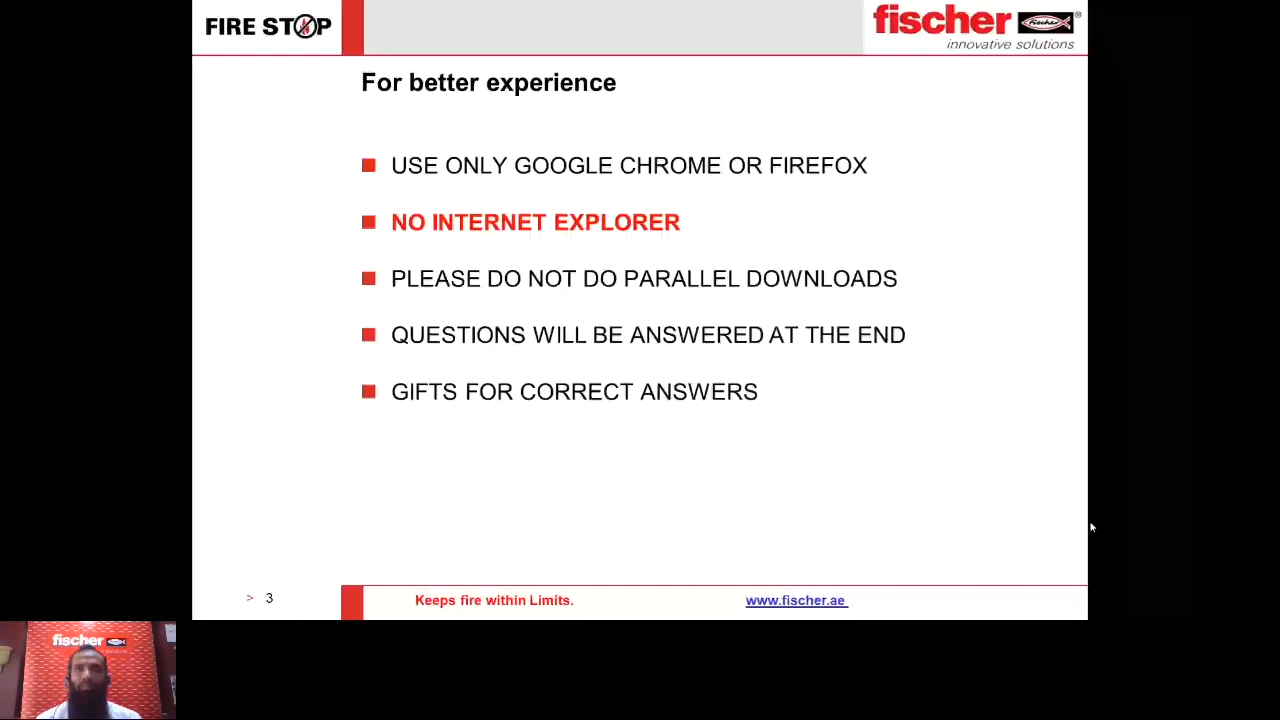 FIRE STOP
fischer
fischer
innovative solutions
For better experience
USE ONLY GOOGLE CHROME OR FIREFOX
NO INTERNET EXPLORER
PLEASE DO NOT DO PARALLEL DOWNLOADS
QUESTIONS WILL BE ANSWERED AT THE END
GIFTS FOR CORRECT ANSWERS
> 3
Keeps fire within Limits.
www.fischer.ae
fischer